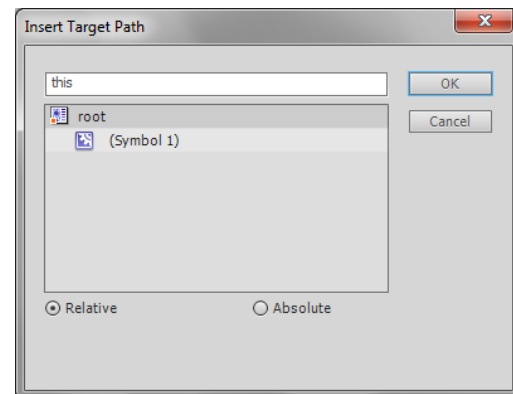 Insert Target Path
this
OK
root
Cancel
(Symbol 1)
Relative
Absolute